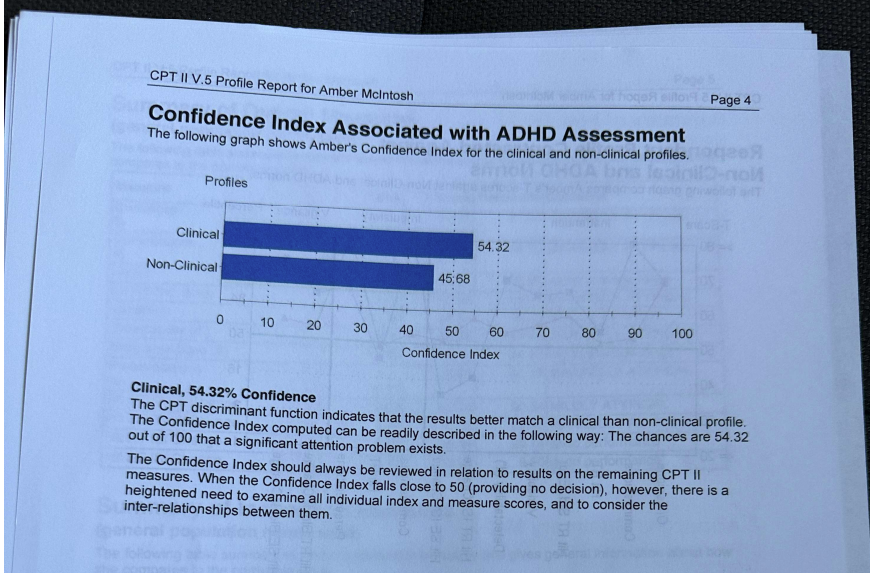 CPT II V.5 Profile Report for Amber McIntosh
Page 4
Confidence Index Associated with ADHD Assessment
The following graph shows Amber's Confidence Index for the clinical and non-clinical profiles.
Profiles
Clinical
54.32
Non-Clinical
45.68
0 10 20 30 40 50 60 70 80 90 100
Confidence Index
Clinical, 54.32% Confidence
The CPT discriminant function indicates that the results better match a clinical than non-clinical profile.
The Confidence Index computed can be readily described in the following way: The chances are 54.32
out of 100 that a significant attention problem exists.
The Confidence Index should always be reviewed in relation to results on the remaining CPT II
measures. When the Confidence Index falls close to 50 (providing no decision), however, there is a
heightened need to examine all individual index and measure scores, and to consider the
inter-relationships between them.